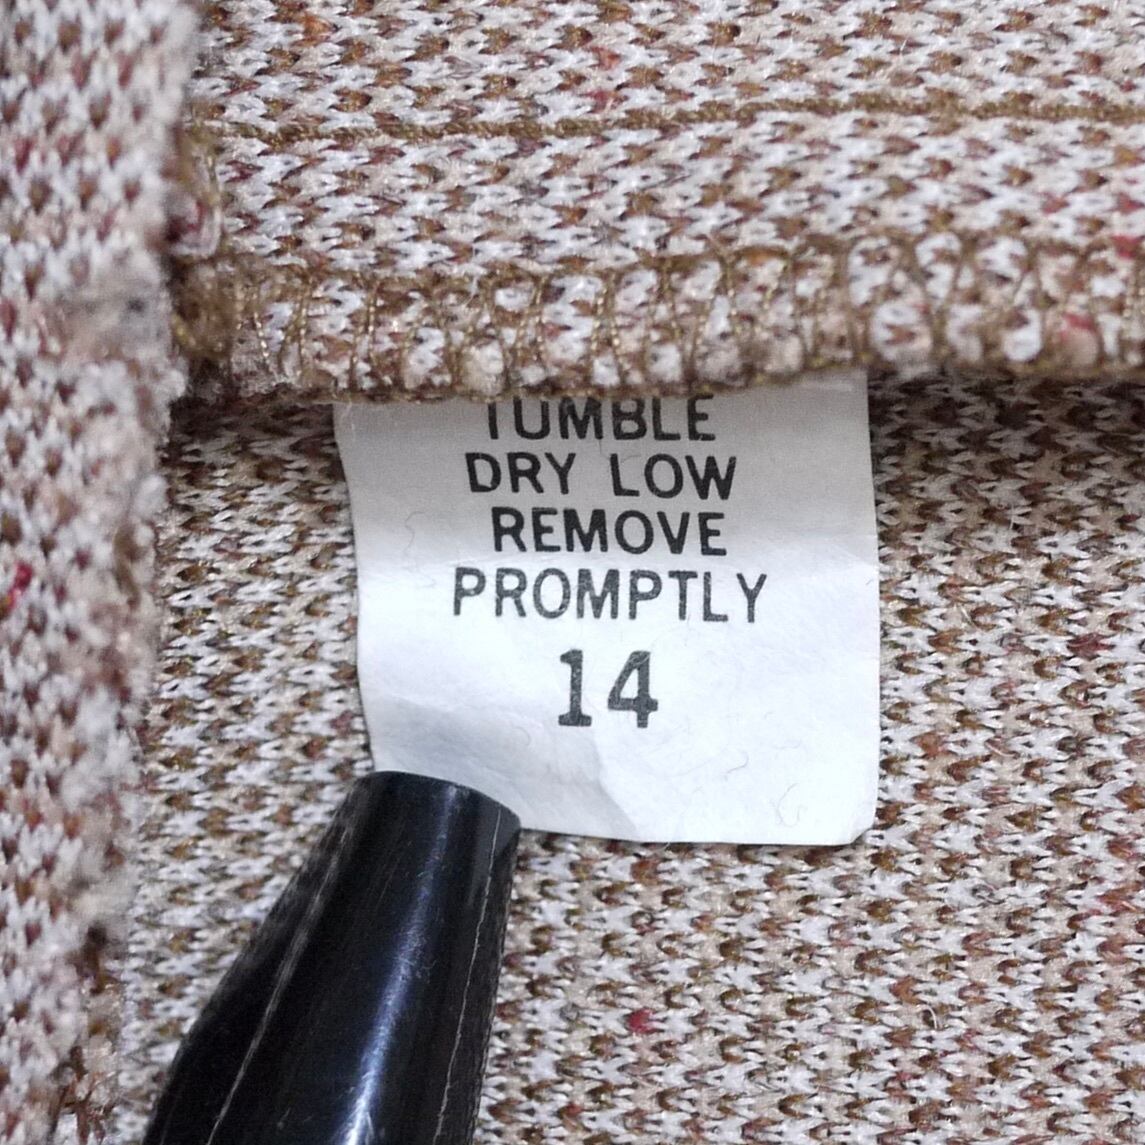 TUMBLE
DRY LOW
REMOVE
PROMPTLY
14